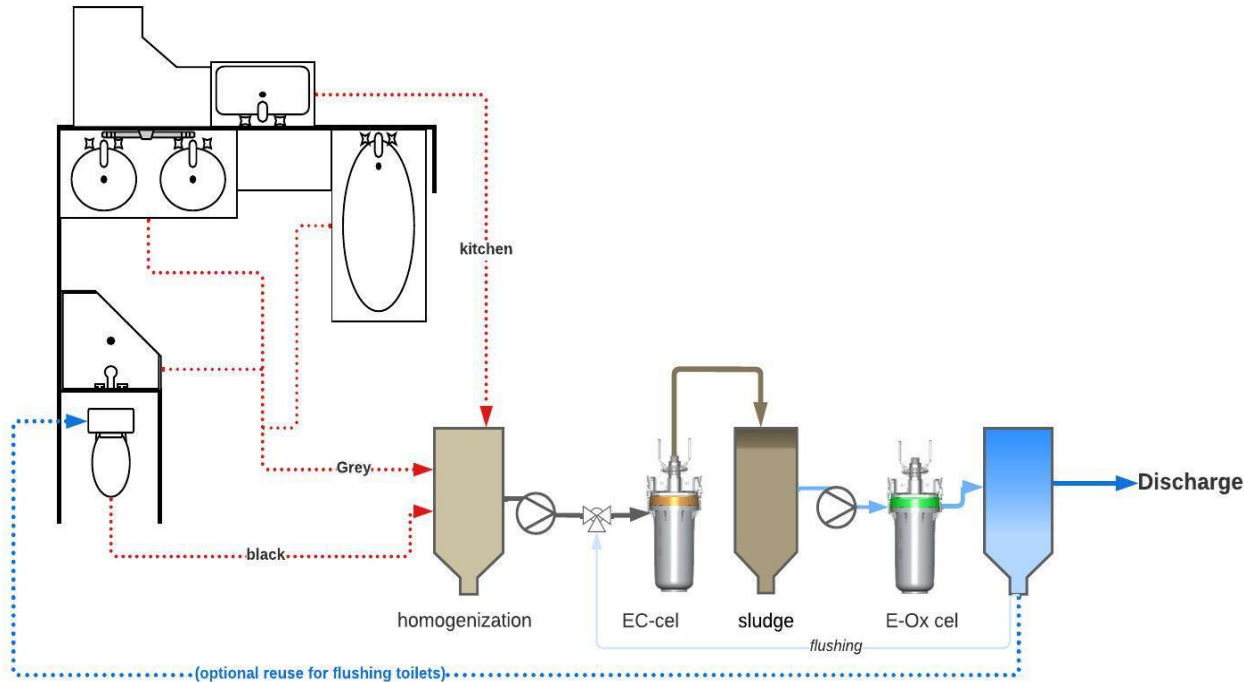 kitchen
Grey
black
Discharge
homogenization
EC-cel
sludge
E-Ox cel
flushing
(optional reuse for flushing toilets)